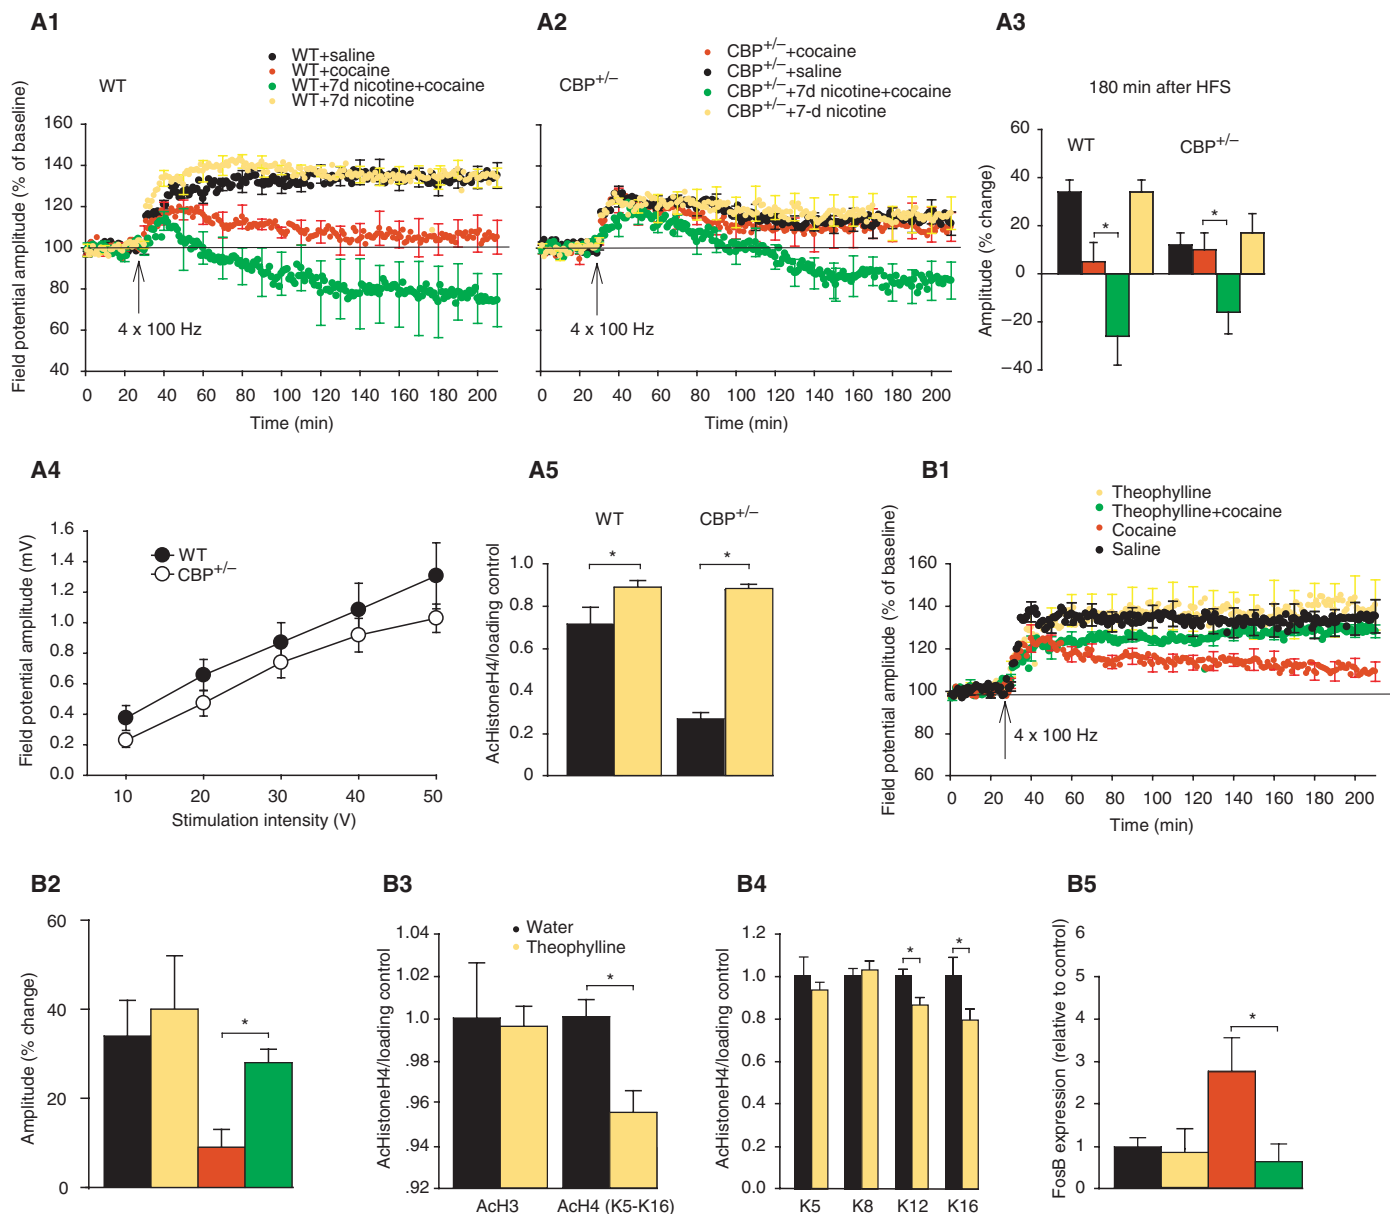 A1
WT
WT+saline
WT+cocaine
WT+7d nicotine+cocaine
WT+7d nicotine
Field potential amplitude (% of baseline)
160
140
120
100
80
60
40
4 x 100 Hz
0 20 40 60 80 100 120 140 160 180 200
Time (min)
A2
CBP+/–
CBP+/–+cocaine
CBP+/–+saline
CBP+/–+7d nicotine+cocaine
CBP+/–+7-d nicotine
4 x 100 Hz
0 20 40 60 80 100 120 140 160 180 200
Time (min)
A3
180 min after HFS
WT
CBP+/–
Amplitude (% change)
60
40
20
0
–20
–40
*
*
A4
Field potential amplitude (mV)
1.6
1.4
1.2
1.0
0.8
0.6
0.4
0.2
0.0
WT
CBP+/–
10 20 30 40 50
Stimulation intensity (V)
A5
WT
CBP+/–
AcHistoneH4/loading control
1.0
0.8
0.6
0.4
0.2
0
*
*
B1
Theophylline
Theophylline+cocaine
Cocaine
Saline
Field potential amplitude (% of baseline)
160
140
120
100
80
60
4 x 100 Hz
0 20 40 60 80 100 120 140 160 180 200
Time (min)
B2
Amplitude (% change)
60
40
20
0
*
B3
Water
Theophylline
AcHistoneH4/loading control
1.04
1.02
1.00
.98
.96
.94
.92
*
AcH3 AcH4 (K5-K16)
B4
AcHistoneH4/loading control
1.2
1.0
0.8
0.6
0.4
0.2
0.0
*
*
K5 K8 K12 K16
B5
FosB expression (relative to control)
6
5
4
3
2
1
0
*